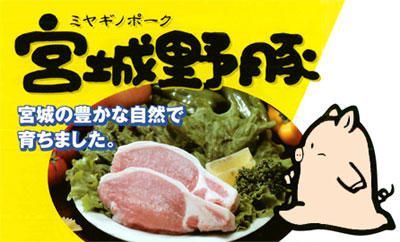 ミヤギノポーク
宮城野豚
宮城の豊かな自然で
育ちました。